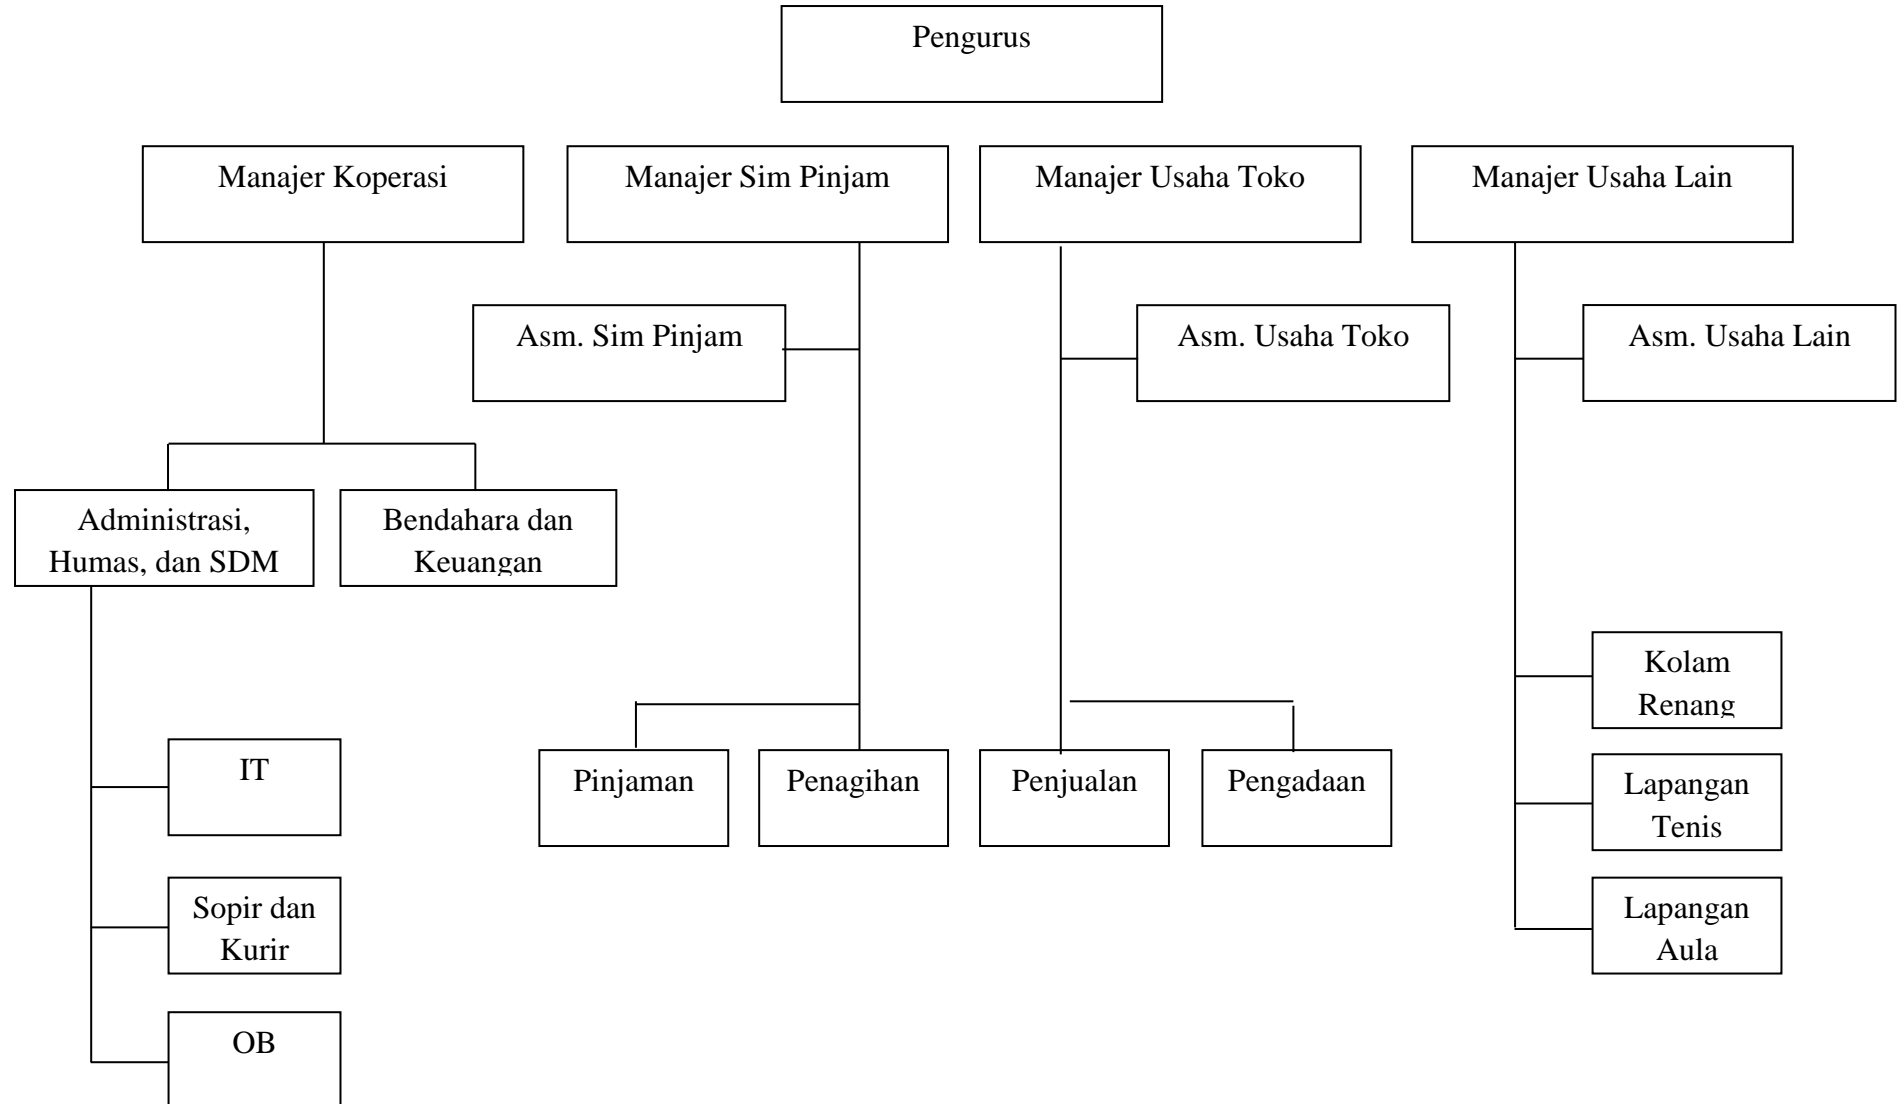 Pengurus
Manajer Koperasi
Manajer Sim Pinjam
Manajer Usaha Toko
Manajer Usaha Lain
Asm. Sim Pinjam
Asm. Usaha Toko
Asm. Usaha Lain
Administrasi,
Humas, dan SDM
Bendahara dan
Keuangan
Kolam
Renang
IT
Pinjaman
Penagihan
Penjualan
Pengadaan
Lapangan
Tenis
Sopir dan
Kurir
Lapangan
Aula
OB